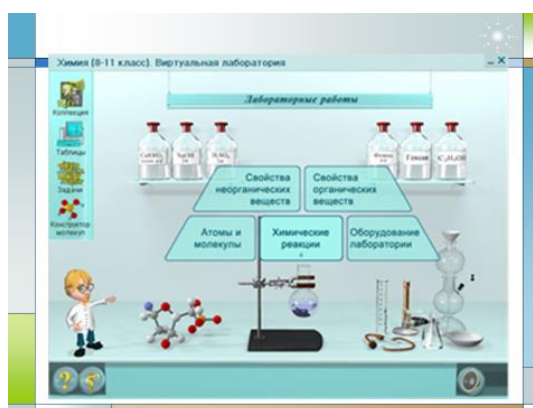 Химия (8-11 класс). Виртуальная лаборатория
Лабораторные работы
Коллекция
Таблицы
Задачи
Конструктор
молекул
NaOH
HNO₃
Гексан
C₂H₅OH
Свойства
неорганических
веществ
Свойства
органических
веществ
Атомы и
молекулы
Химические
реакции
Оборудование
лаборатории